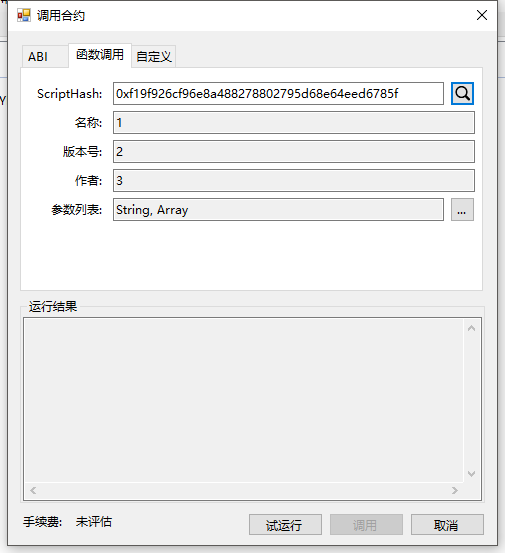 调用合约
ABI 函数调用 自定义
ScriptHash: 0xf19f926cf96e8a488278802795d68e64eed6785f
名称: 1
版本号: 2
作者: 3
参数列表: String, Array ...
运行结果
手续费: 未评估 试运行 调用 取消